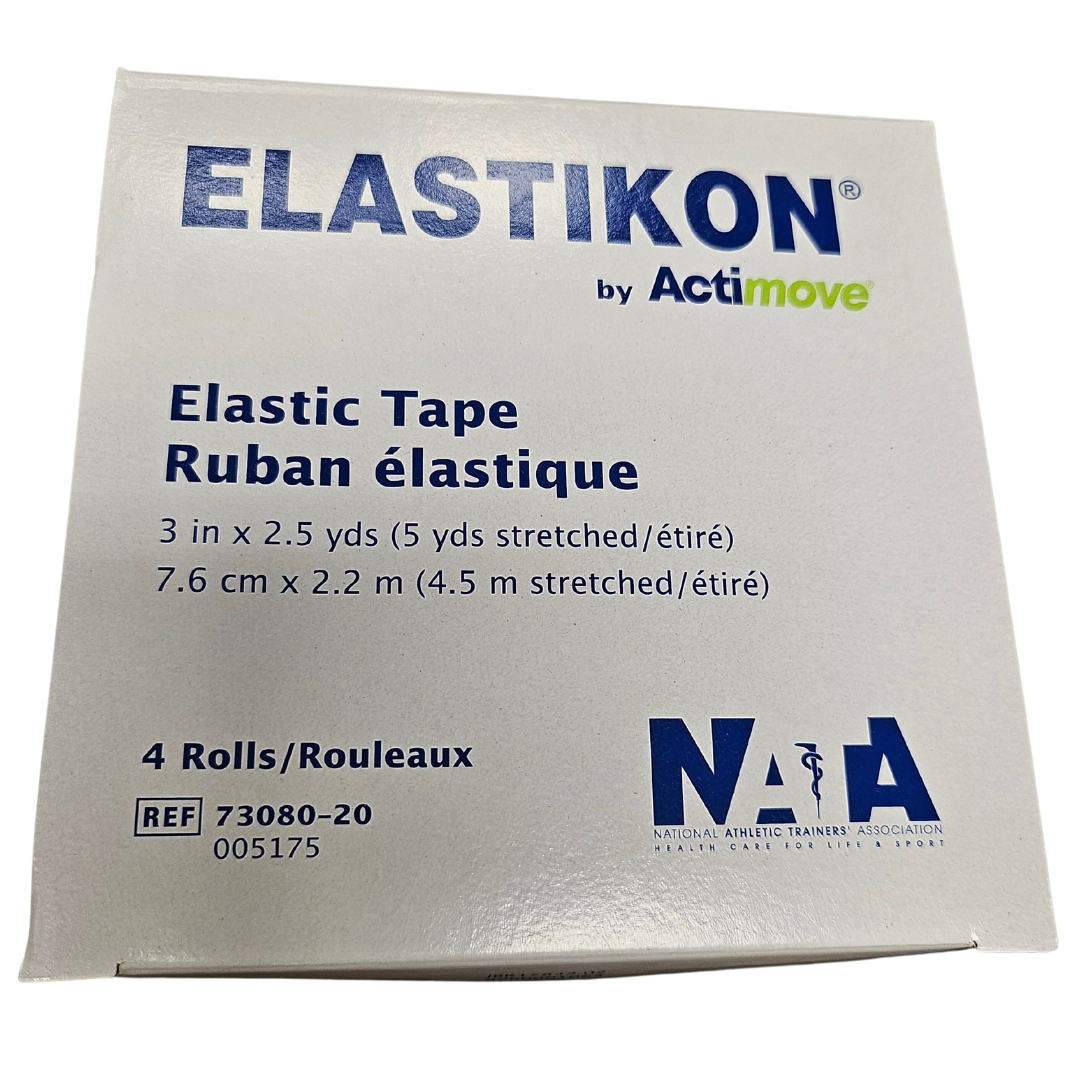 ELASTIKON®
by Actimove®
Elastic Tape
Ruban élastique
3 in x 2.5 yds (5 yds stretched/étiré)
7.6 cm x 2.2 m (4.5 m stretched/étiré)
4 Rolls/Rouleaux
REF 73080-20
005175
NATA
NATIONAL ATHLETIC TRAINERS' ASSOCIATION
HEALTH CARE FOR LIFE & SPORT